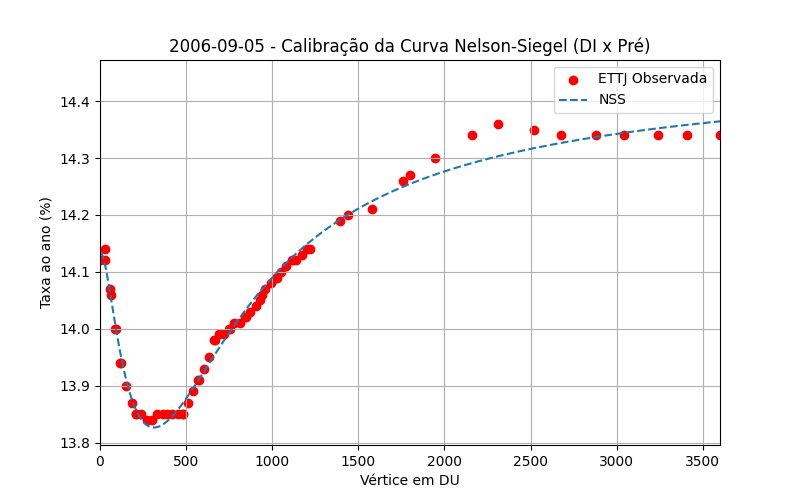 2006-09-05 - Calibração da Curva Nelson-Siegel (DI x Pré)
ETTJ Observada
NSS
Taxa ao ano (%)
14.4
14.3
14.2
14.1
14.0
13.9
13.8
0 500 1000 1500 2000 2500 3000 3500
Vértice em DU